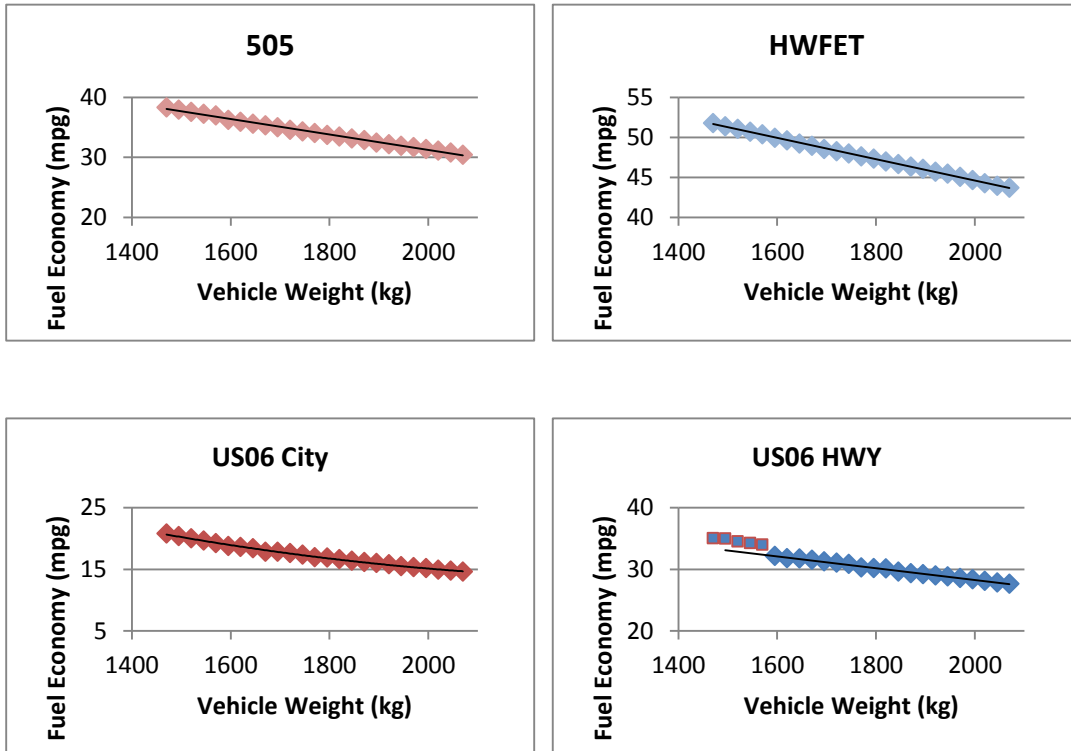 505
Fuel Economy (mpg)
40
30
20
1400 1600 1800 2000
Vehicle Weight (kg)
HWFET
Fuel Economy (mpg)
55
50
45
40
1400 1600 1800 2000
Vehicle Weight (kg)
US06 City
Fuel Economy (mpg)
25
15
5
1400 1600 1800 2000
Vehicle Weight (kg)
US06 HWY
Fuel Economy (mpg)
40
30
20
1400 1600 1800 2000
Vehicle Weight (kg)